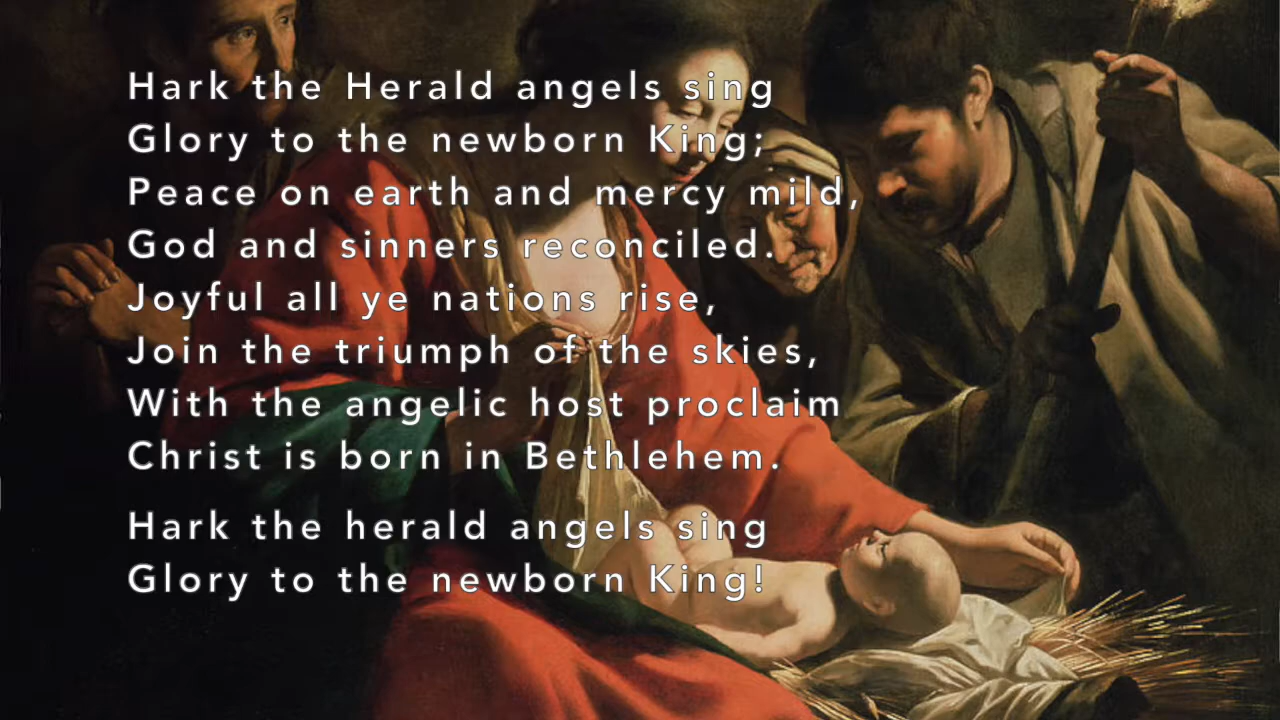 Hark the Herald angels sing
Glory to the newborn King;
Peace on earth and mercy mild,
God and sinners reconciled.
Joyful all ye nations rise,
Join the triumph of the skies,
With the angelic host proclaim
Christ is born in Bethlehem.
Hark the herald angels sing
Glory to the newborn King!